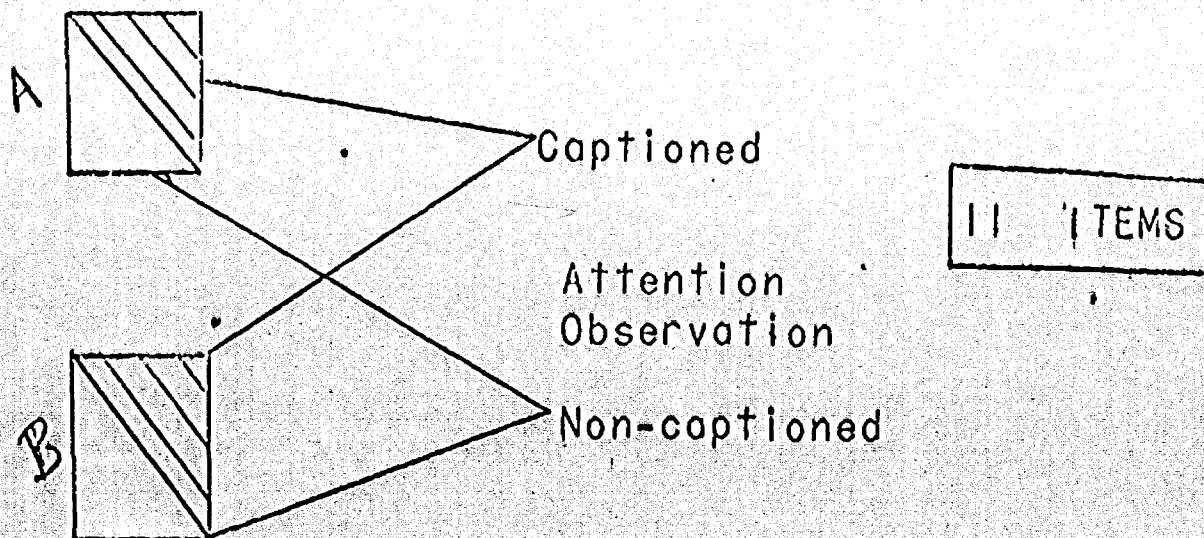 A
Captioned
11 ITEMS
Attention
Observation
B
Non-captioned